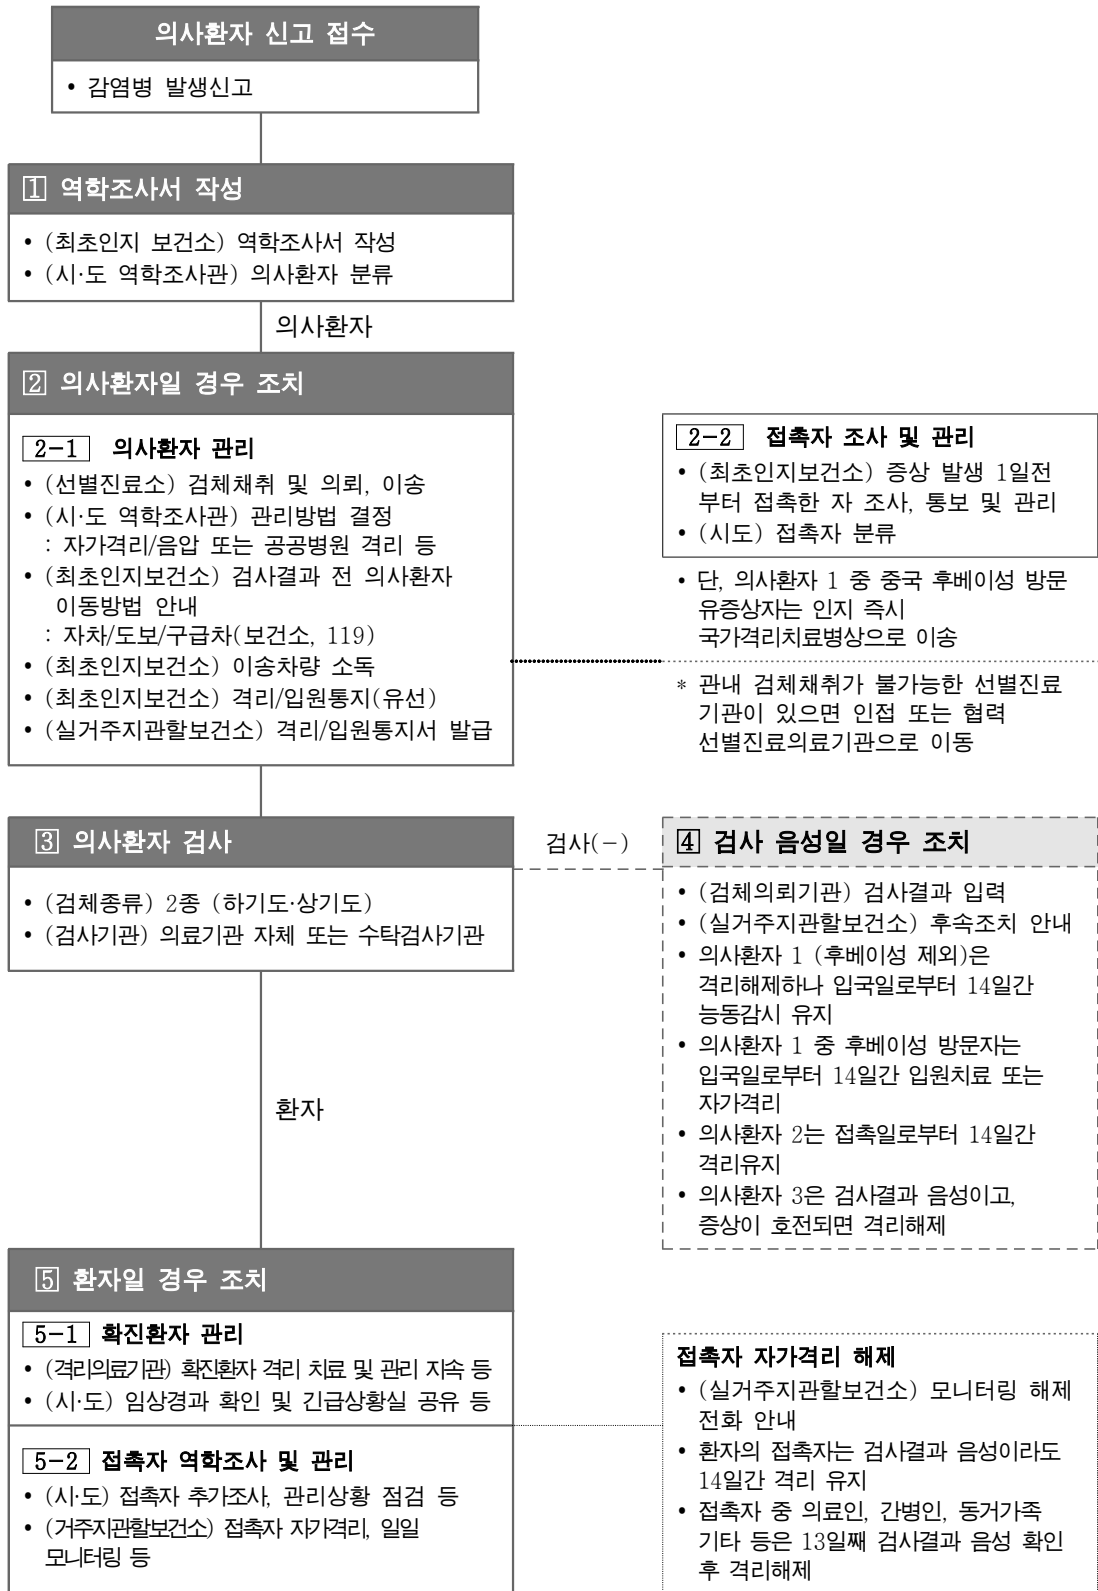 의사환자 신고 접수
• 감염병 발생신고
1 역학조사서 작성
• (최초인지 보건소) 역학조사서 작성
• (시·도 역학조사관) 의사환자 분류
의사환자
2 의사환자일 경우 조치
2-1 의사환자 관리
• (선별진료소) 검체채취 및 의뢰, 이송
• (시·도 역학조사관) 관리방법 결정
: 자가격리/음압 또는 공공병원 격리 등
• (최초인지보건소) 검사결과 전 의사환자
이동방법 안내
: 자차/도보/구급차(보건소, 119)
• (최초인지보건소) 이송차량 소독
• (최초인지보건소) 격리/입원통지(유선)
• (실거주지관할보건소) 격리/입원통지서 발급
2-2 접촉자 조사 및 관리
• (최초인지보건소) 증상 발생 1일전
부터 접촉한 자 조사, 통보 및 관리
• (시도) 접촉자 분류
• 단, 의사환자 1 중 중국 후베이성 방문
유증상자는 인지 즉시
국가격리치료병상으로 이송
* 관내 검체채취가 불가능한 선별진료
기관이 있으면 인접 또는 협력
선별진료의료기관으로 이동
3 의사환자 검사
• (검체종류) 2종 (하기도·상기도)
• (검사기관) 의료기관 자체 또는 수탁검사기관
검사(-)
4 검사 음성일 경우 조치
• (검체의뢰기관) 검사결과 입력
• (실거주지관할보건소) 후속조치 안내
• 의사환자 1 (후베이성 제외)은
격리해제하나 입국일로부터 14일간
능동감시 유지
• 의사환자 1 중 후베이성 방문자는
입국일로부터 14일간 입원치료 또는
자가격리
• 의사환자 2는 접촉일로부터 14일간
격리유지
• 의사환자 3은 검사결과 음성이고,
증상이 호전되면 격리해제
환자
5 환자일 경우 조치
5-1 확진환자 관리
• (격리의료기관) 확진환자 격리 치료 및 관리 지속 등
• (시·도) 임상경과 확인 및 긴급상황실 공유 등
5-2 접촉자 역학조사 및 관리
• (시·도) 접촉자 추가조사, 관리상황 점검 등
• (거주지관할보건소) 접촉자 자가격리, 일일
모니터링 등
접촉자 자가격리 해제
• (실거주지관할보건소) 모니터링 해제
전화 안내
• 환자의 접촉자는 검사결과 음성이라도
14일간 격리 유지
• 접촉자 중 의료인, 간병인, 동거가족
기타 등은 13일째 검사결과 음성 확인
후 격리해제